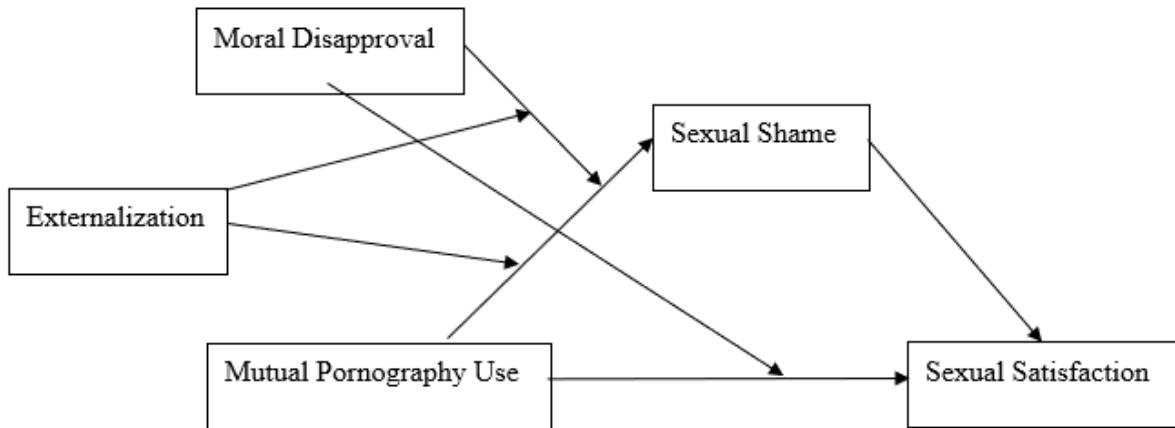 Moral Disapproval
Sexual Shame
Externalization
Mutual Pornography Use
Sexual Satisfaction